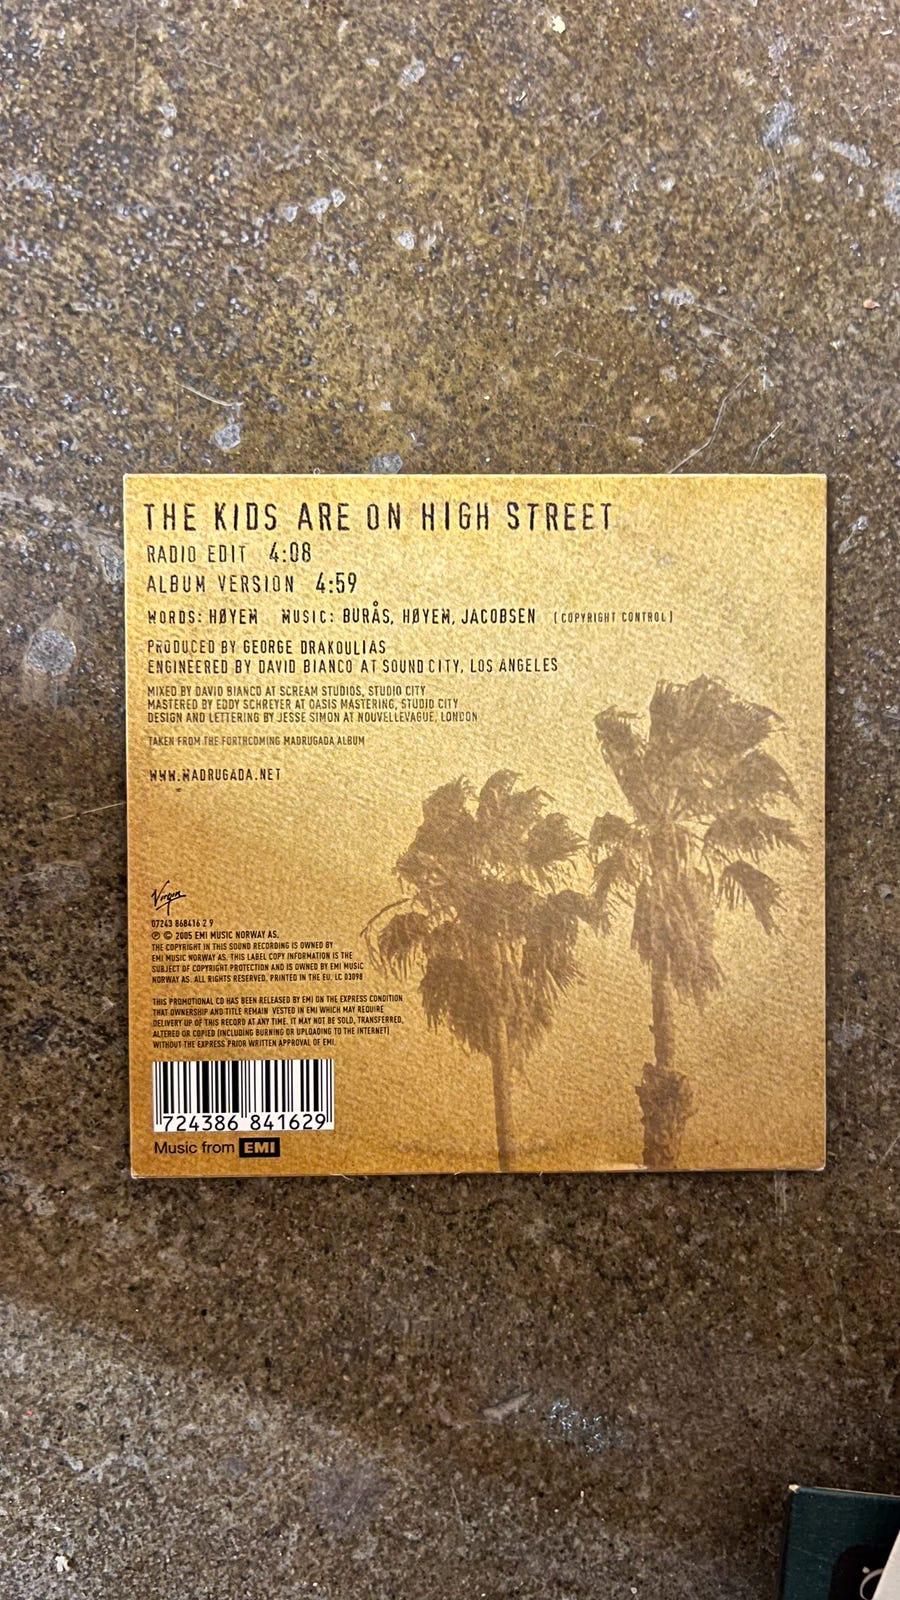 THE KIDS ARE ON HIGH STREET
RADIO EDIT 4:08
ALBUM VERSION 4:59
WORDS: HØYEM MUSIC: BURÅS, HØYEM, JACOBSEN (COPYRIGHT CONTROL)
PRODUCED BY GEORGE DRAKOULIAS
ENGINEERED BY DAVID BIANCO AT SOUND CITY, LOS ANGELES
MIXED BY DAVID BIANCO AT SCREAM STUDIOS, STUDIO CITY
MASTERED BY EDDY SCHREYER AT OASIS MASTERING, STUDIO CITY
DESIGN AND LETTERING BY JESSE SIMON AT NOUVELLEVAGUE, LONDON
TAKEN FROM THE FORTHCOMING MADRUGADA ALBUM
WWW.MADRUGADA.NET
Virgin
07243 868416 2 9
℗ © 2005 EMI MUSIC NORWAY AS.
THE COPYRIGHT IN THIS SOUND RECORDING IS OWNED BY
EMI MUSIC NORWAY AS. THIS LABEL COPY INFORMATION IS THE
SUBJECT OF COPYRIGHT PROTECTION AND IS OWNED BY EMI MUSIC
NORWAY AS. ALL RIGHTS RESERVED. PRINTED IN THE EU. LC 03098
THIS PROMOTIONAL CD HAS BEEN RELEASED BY EMI ON THE EXPRESS CONDITION
THAT OWNERSHIP AND TITLE REMAIN VESTED IN EMI WHICH MAY REQUIRE
DELIVERY UP OF THIS RECORD AT ANY TIME. IT MAY NOT BE SOLD, TRANSFERRED,
ALTERED OR COPIED (INCLUDING BURNING OR UPLOADING TO THE INTERNET)
WITHOUT THE EXPRESS PRIOR WRITTEN APPROVAL OF EMI.
724386 841629
Music from EMI